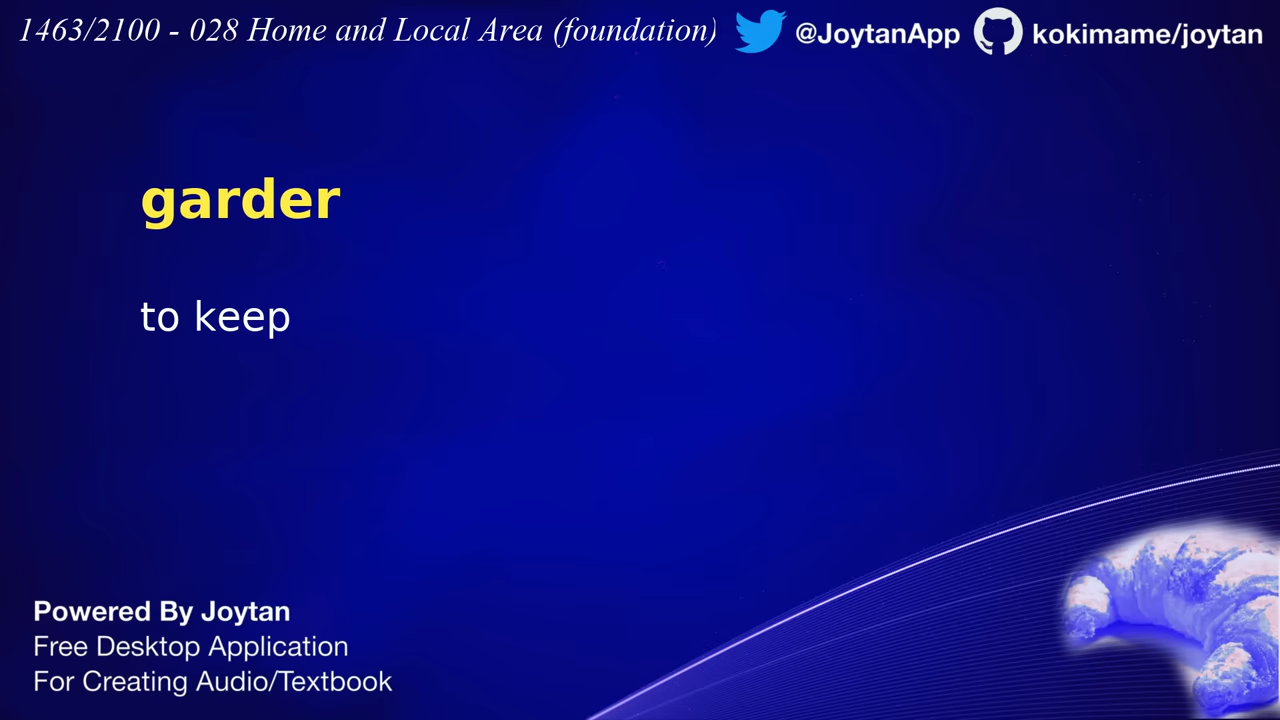 1463/2100 - 028 Home and Local Area (foundation)
@JoytanApp
kokimame/joytan
garder
to keep
Powered By Joytan
Free Desktop Application
For Creating Audio/Textbook